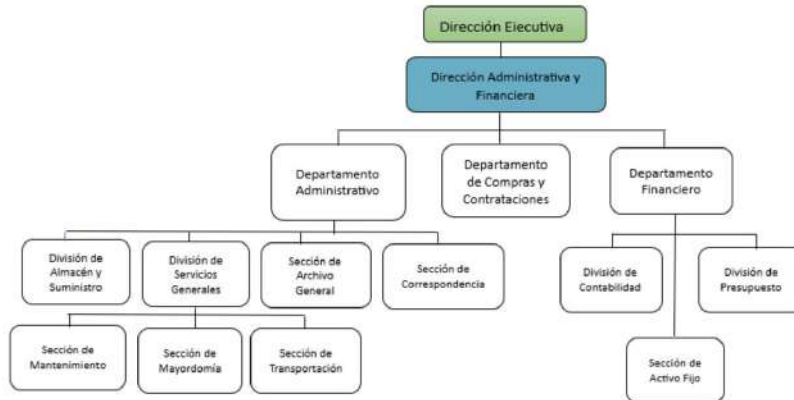 Dirección Ejecutiva
Dirección Administrativa y
Financiera
Departamento
Administrativo
Departamento
de Compras y
Contrataciones
Departamento
Financiero
División de
Almacén y
Suministro
División de
Servicios
Generales
Sección de
Archivo
General
Sección de
Correspondencia
División de
Contabilidad
División de
Presupuesto
Sección de
Mantenimiento
Sección de
Mayordomía
Sección de
Transportación
Sección de
Activo Fijo